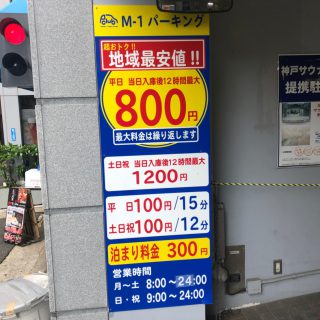 M-1 パーキング
超おトク!!
地域最安値!!
平日 当日入庫後12時間最大
800円
最大料金は繰り返します
土日祝 当日入庫後12時間最大
1200円
平 日100円/15分
土日祝100円/12分
泊まり料金 300円
営業時間
月〜土 8:00〜24:00
日・祝 9:00〜24:00
神戸サウナ
提携駐